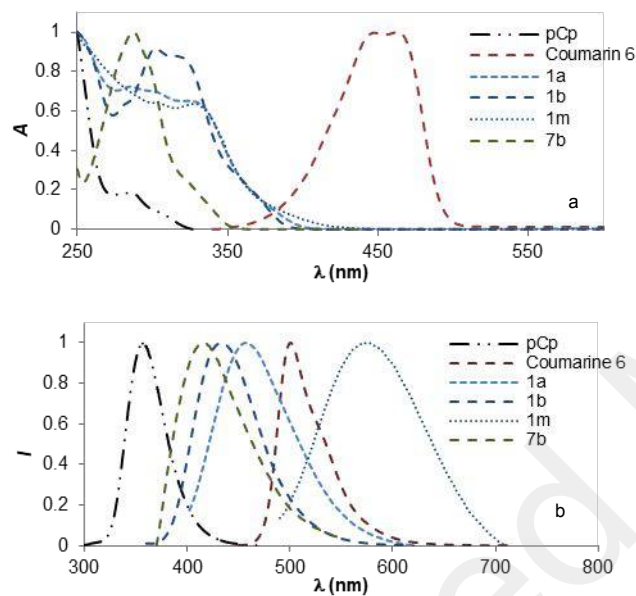 1
0.8
0.6
0.4
0.2
0
A
pCp
Coumarin 6
1a
1b
1m
7b
a
250
350
450
550
λ (nm)
1
0.8
0.6
0.4
0.2
0
I
pCp
Coumarine 6
1a
1b
1m
7b
b
300
400
500
600
700
800
λ (nm)